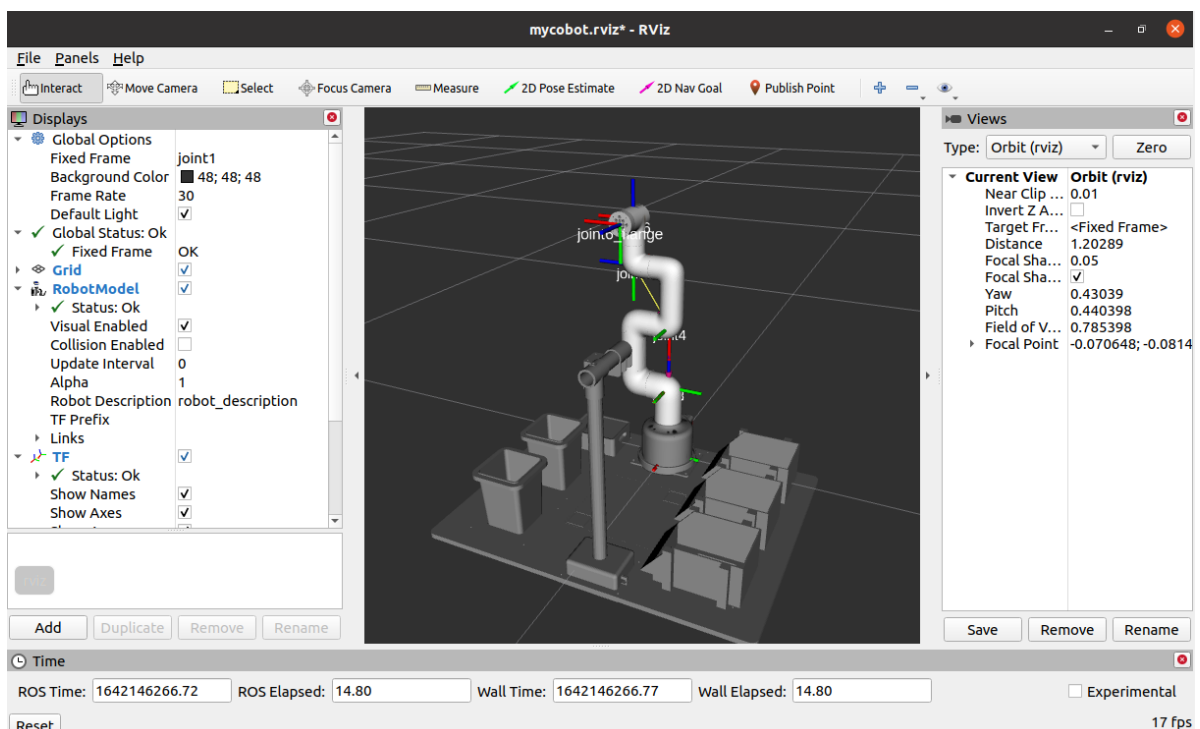 mycobot.rviz* - RViz
File Panels Help
Interact Move Camera Select Focus Camera Measure 2D Pose Estimate 2D Nav Goal Publish Point
Displays
Global Options
Fixed Frame joint1
Background Color 48; 48; 48
Frame Rate 30
Default Light
Global Status: Ok
Fixed Frame OK
Grid
RobotModel
Status: Ok
Visual Enabled
Collision Enabled
Update Interval 0
Alpha 1
Robot Description robot_description
TF Prefix
Links
TF
Status: Ok
Show Names
Show Axes
rviz
Add Duplicate Remove Rename
joint6_flange
joint4
Views
Type: Orbit (rviz) Zero
Current View Orbit (rviz)
Near Clip ... 0.01
Invert Z A...
Target Fr... <Fixed Frame>
Distance 1.20289
Focal Sha... 0.05
Focal Sha...
Yaw 0.43039
Pitch 0.440398
Field of V... 0.785398
Focal Point -0.070648; -0.0814
Save Remove Rename
Time
ROS Time: 1642146266.72 ROS Elapsed: 14.80 Wall Time: 1642146266.77 Wall Elapsed: 14.80 Experimental
Reset 17 fps